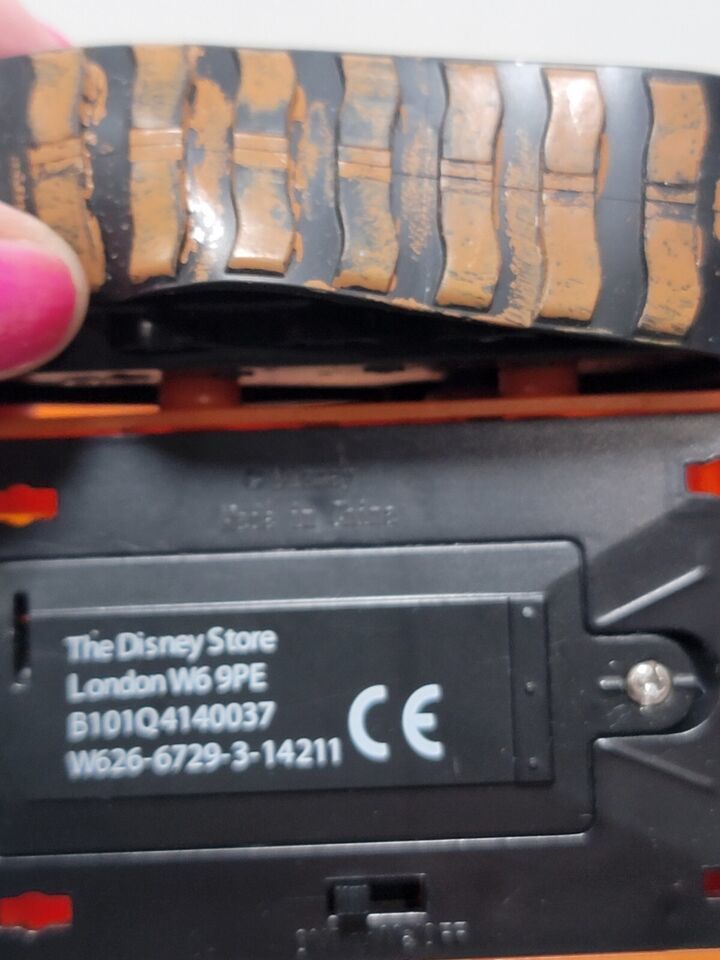 Made in China
The Disney Store
London W6 9PE
B101Q4140037
W626-6729-3-14211
CE